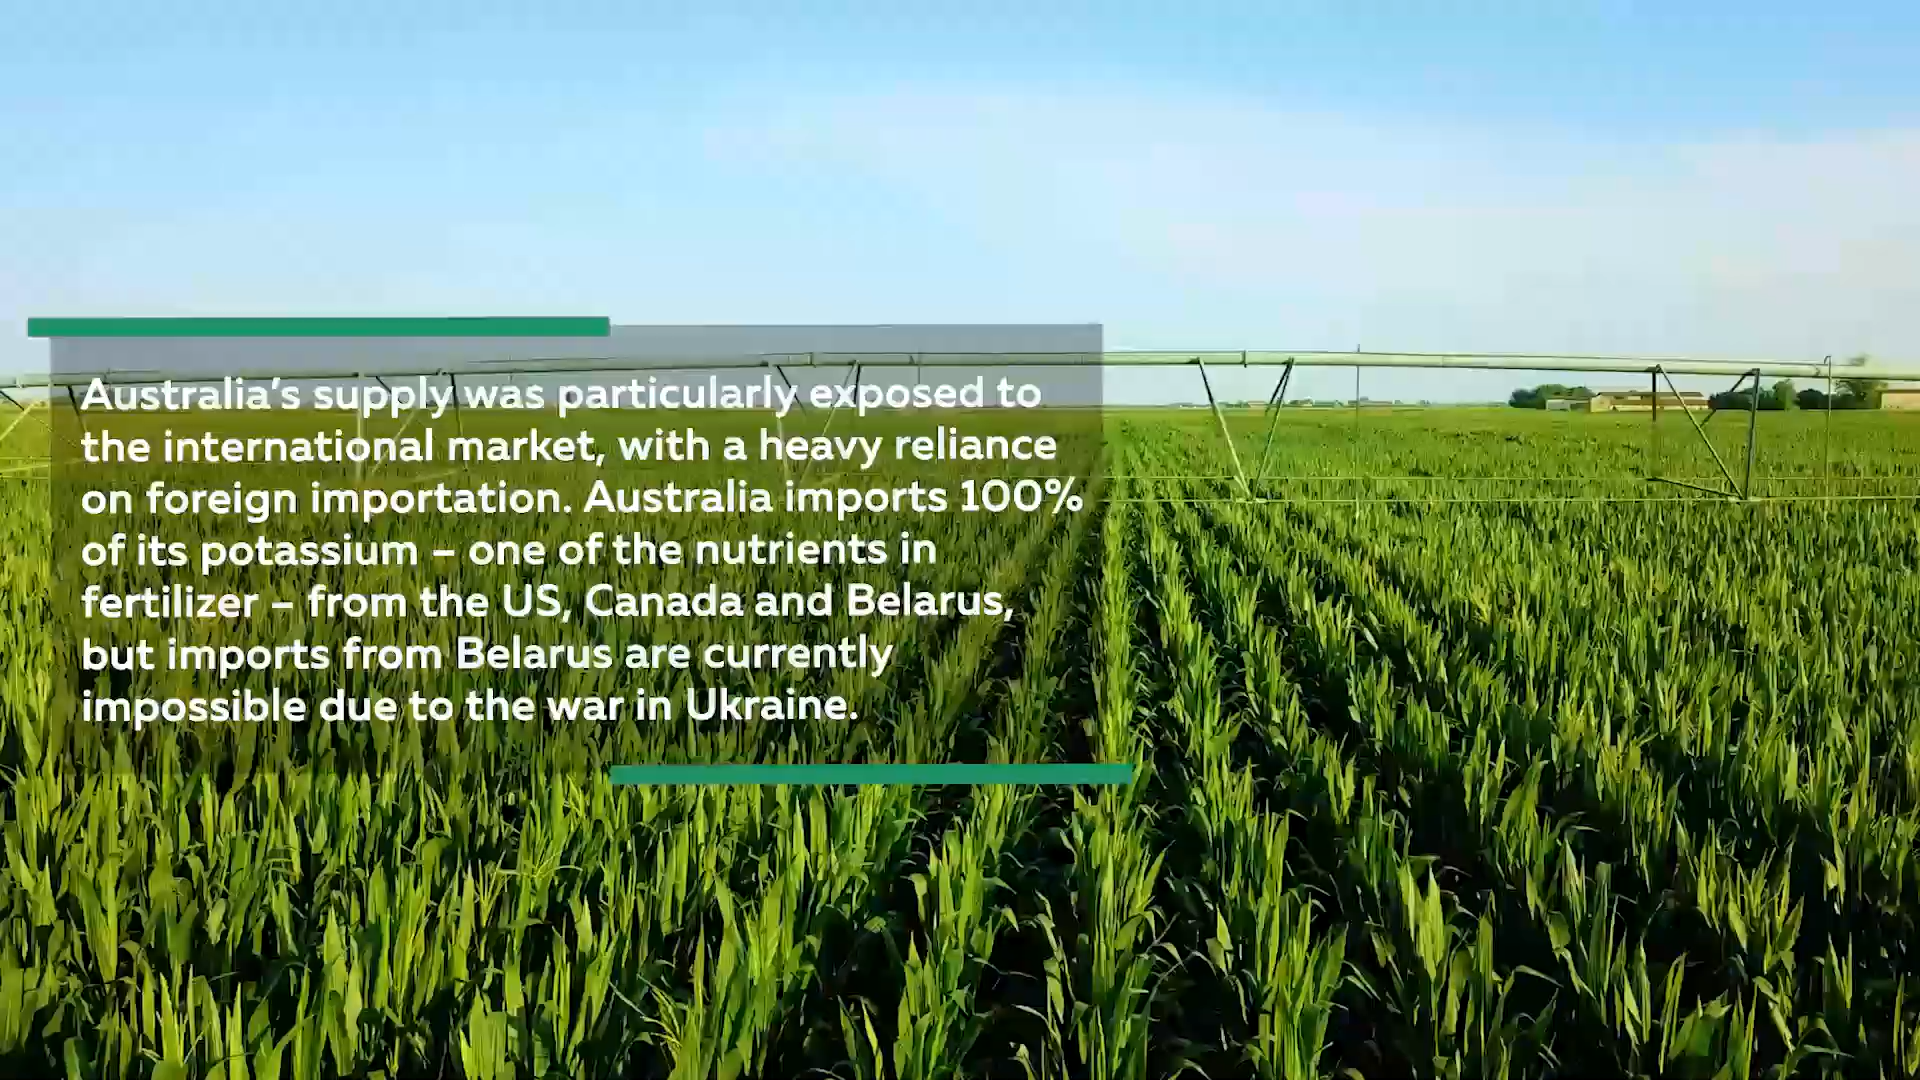 Australia's supply was particularly exposed to
the international market, with a heavy reliance
on foreign importation. Australia imports 100%
of its potassium – one of the nutrients in
fertilizer – from the US, Canada and Belarus,
but imports from Belarus are currently
impossible due to the war in Ukraine.